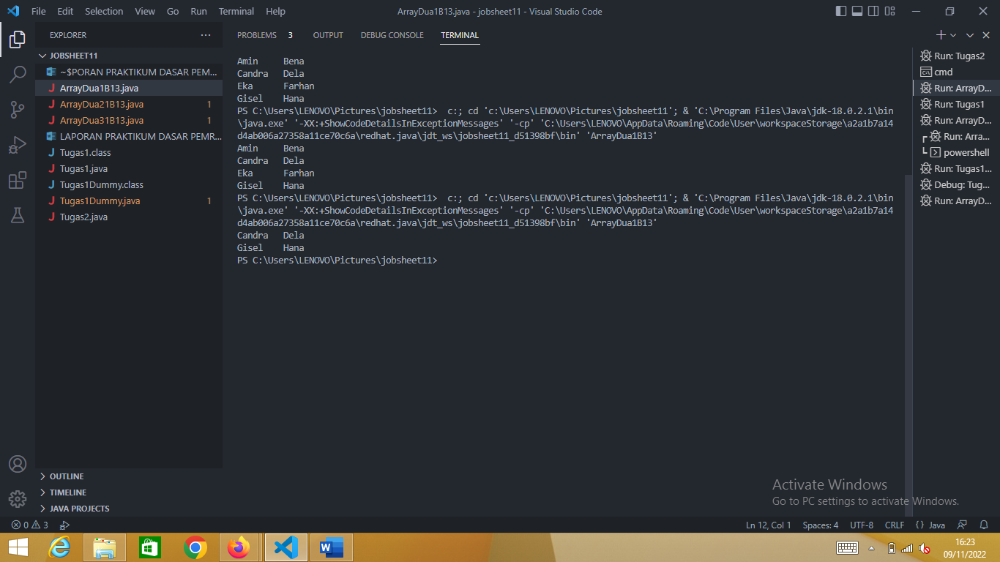 File Edit Selection View Go Run Terminal Help
ArrayDua1B13.java - jobsheet11 - Visual Studio Code
EXPLORER
JOBSHEET11
~$PORAN PRAKTIKUM DASAR PEM...
ArrayDua1B13.java
ArrayDua21B13.java 1
ArrayDua31B13.java 1
LAPORAN PRAKTIKUM DASAR PEMR...
Tugas1.class
Tugas1.java
Tugas1Dummy.class
Tugas1Dummy.java 1
Tugas2.java
OUTLINE
TIMELINE
JAVA PROJECTS
PROBLEMS 3 OUTPUT DEBUG CONSOLE TERMINAL
Amin Bena
Candra Dela
Eka Farhan
Gisel Hana
PS C:\Users\LENOVO\Pictures\jobsheet11>  c:; cd 'c:\Users\LENOVO\Pictures\jobsheet11'; & 'C:\Program Files\Java\jdk-18.0.2.1\bin
\java.exe' '-XX:+ShowCodeDetailsInExceptionMessages' '-cp' 'C:\Users\LENOVO\AppData\Roaming\Code\User\workspaceStorage\a2a1b7a14
d4ab006a27358a11ce70c6a\redhat.java\jdt_ws\jobsheet11_d51398bf\bin' 'ArrayDua1B13'
Amin Bena
Candra Dela
Eka Farhan
Gisel Hana
PS C:\Users\LENOVO\Pictures\jobsheet11>  c:; cd 'c:\Users\LENOVO\Pictures\jobsheet11'; & 'C:\Program Files\Java\jdk-18.0.2.1\bin
\java.exe' '-XX:+ShowCodeDetailsInExceptionMessages' '-cp' 'C:\Users\LENOVO\AppData\Roaming\Code\User\workspaceStorage\a2a1b7a14
d4ab006a27358a11ce70c6a\redhat.java\jdt_ws\jobsheet11_d51398bf\bin' 'ArrayDua1B13'
Candra Dela
Gisel Hana
PS C:\Users\LENOVO\Pictures\jobsheet11>
Run: Tugas2
cmd
Run: ArrayD...
Run: Tugas1
Run: ArrayD...
Run: Arra...
powershell
Run: Tugas1...
Debug: Tug...
Run: ArrayD...
Activate Windows
Go to PC settings to activate Windows.
0 3
Ln 12, Col 1 Spaces: 4 UTF-8 CRLF {} Java
16:23
09/11/2022